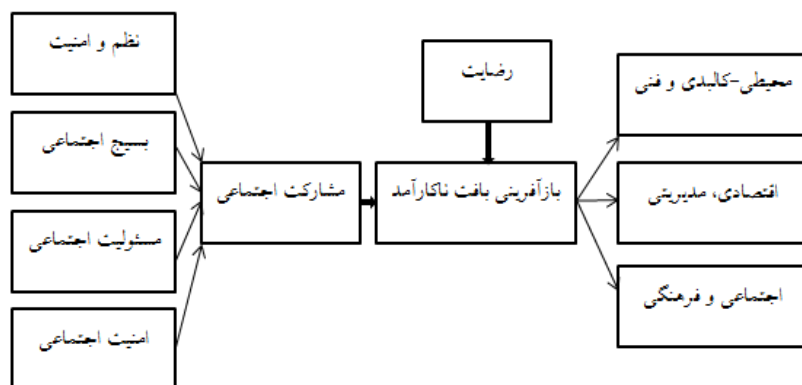 نظم و امنیت
بسیج اجتماعی
مسئولیت اجتماعی
امنیت اجتماعی
مشارکت اجتماعی
رضایت
بازآفرینی بافت ناکارآمد
محیطی-کالبدی و فنی
اقتصادی، مدیریتی
اجتماعی و فرهنگی